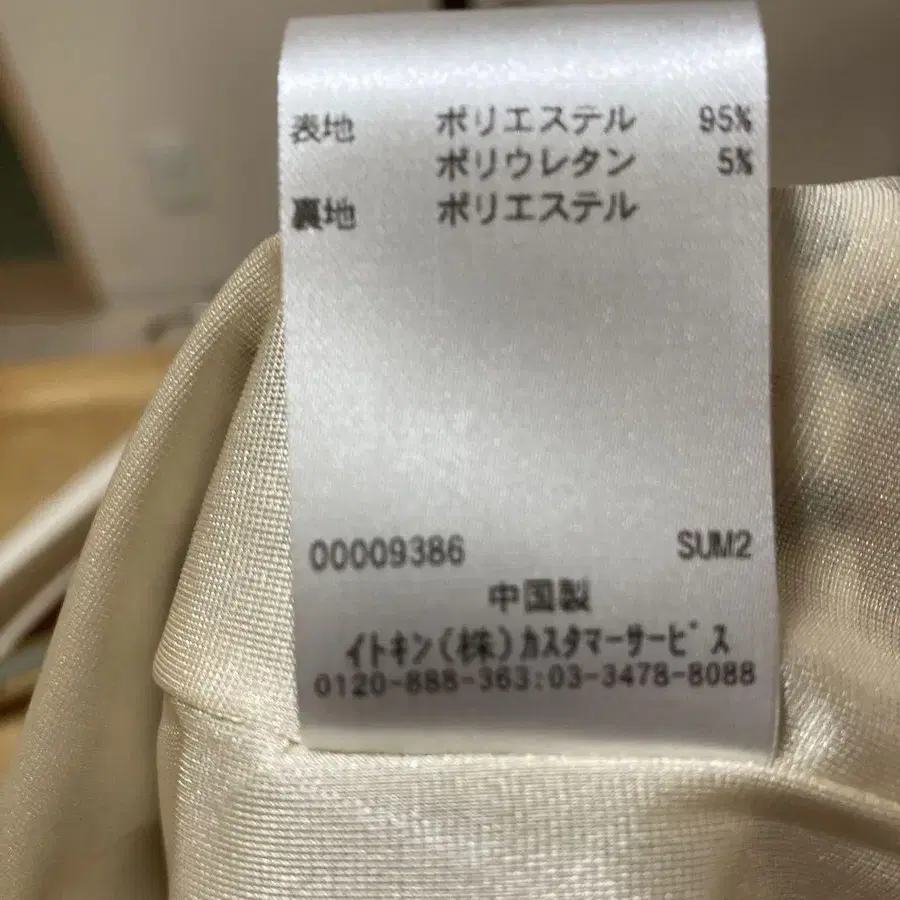 表地 ポリエステル 95%
ポリウレタン 5%
裏地 ポリエステル
00009386 SUM2
中国製
イトキン(株)カスタマーサービス
0120-888-363:03-3478-8088